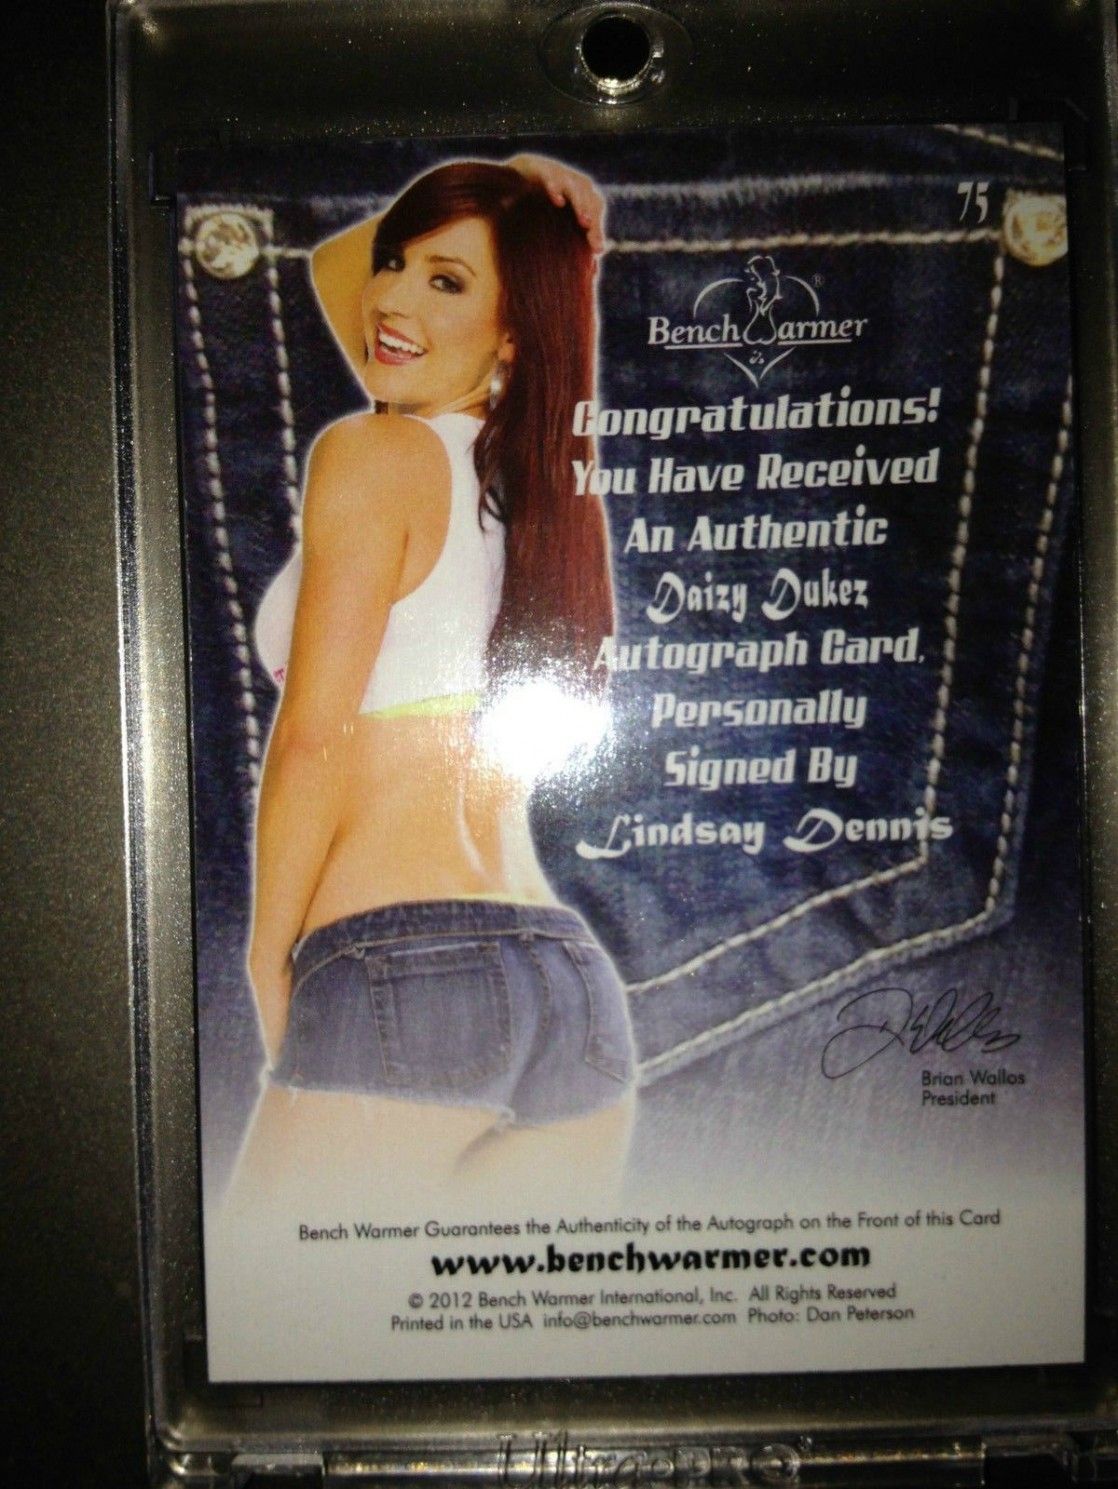 75
Bench Warmer ®
Congratulations!
You Have Received
An Authentic
Daizy Dukez
Autograph Card,
Personally
Signed By
Lindsay Dennis
Brian Wallos
President
Bench Warmer Guarantees the Authenticity of the Autograph on the Front of this Card
www.benchwarmer.com
© 2012 Bench Warmer International, Inc. All Rights Reserved
Printed in the USA info@benchwarmer.com Photo: Dan Peterson
Ultra•PRO